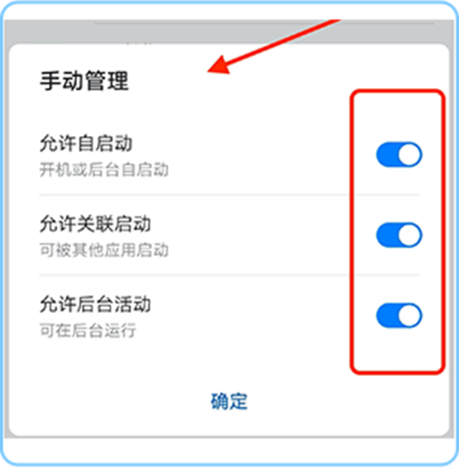 手动管理
允许自启动
开机或后台自启动
允许关联启动
可被其他应用启动
允许后台活动
可在后台运行
确定